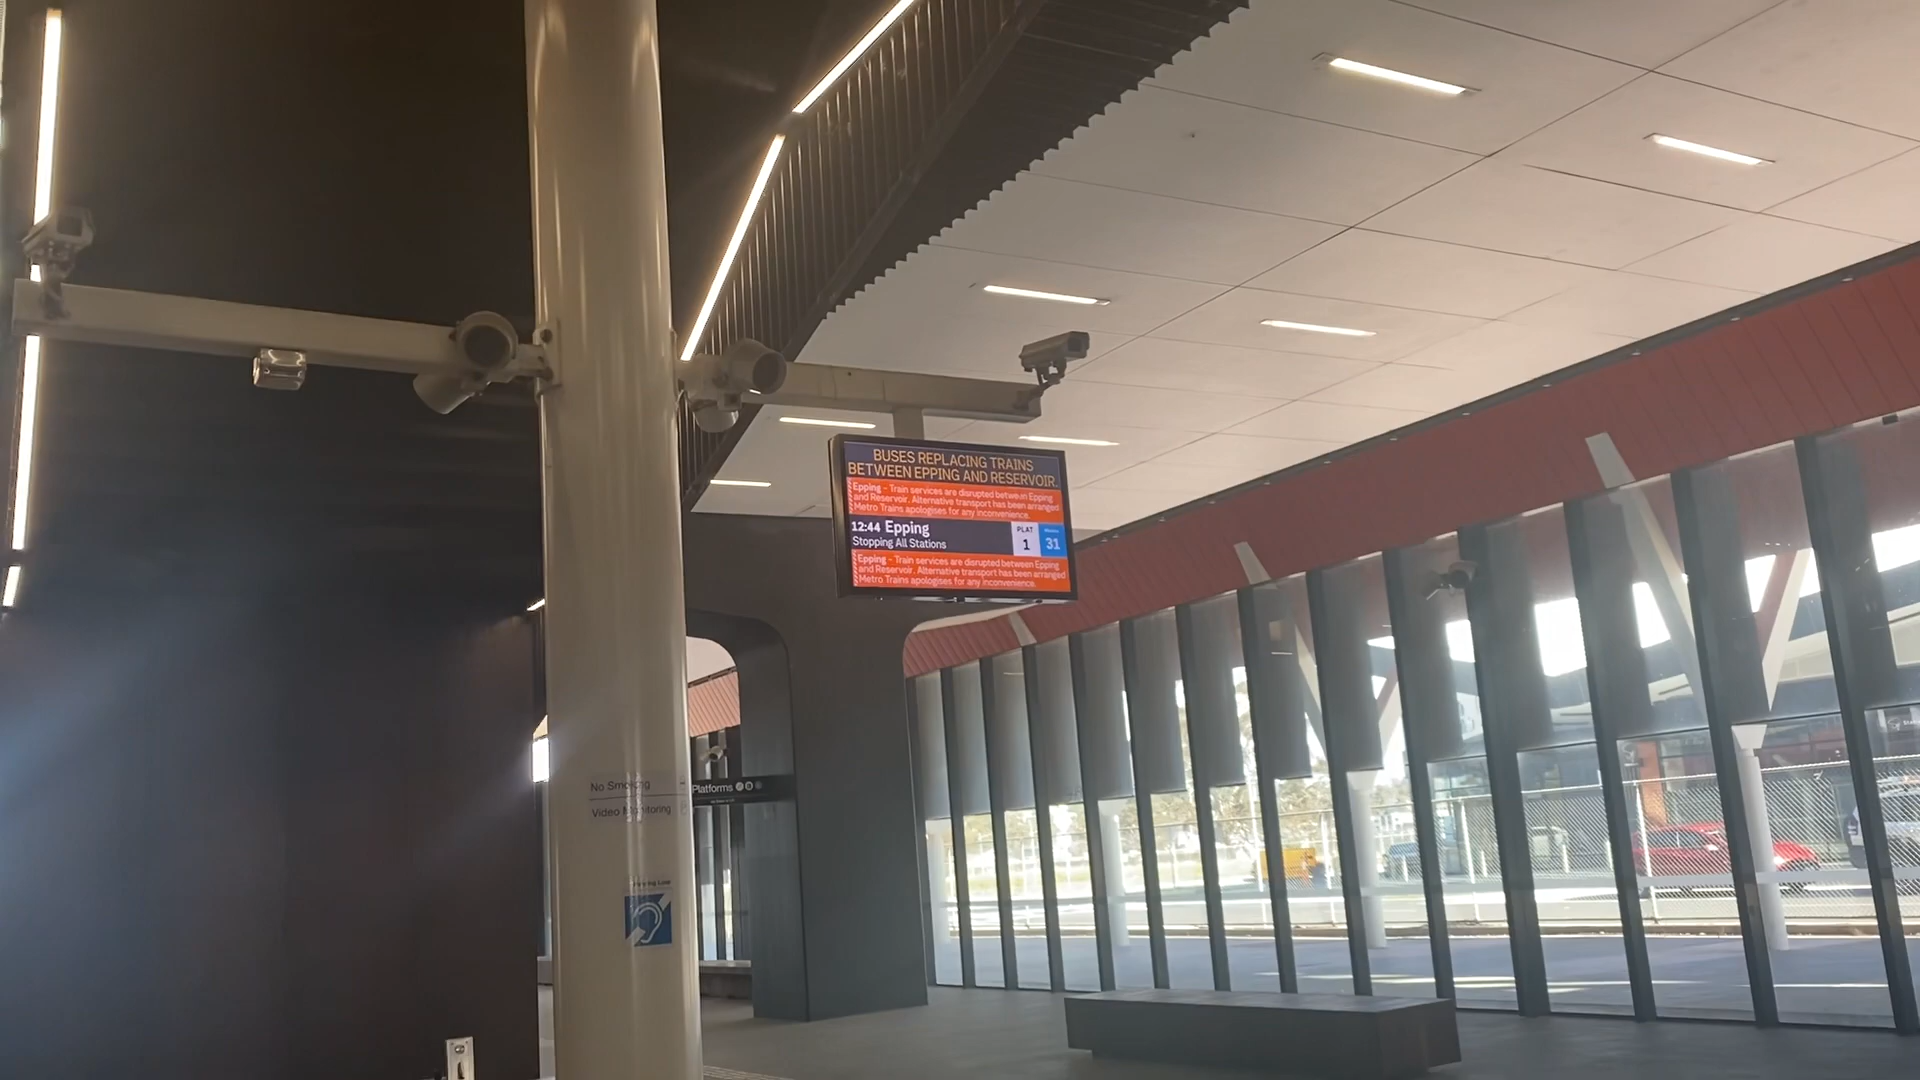 BUSES REPLACING TRAINS
BETWEEN EPPING AND RESERVOIR.
Epping - Train services are disrupted between Epping
and Reservoir. Alternative transport has been arranged
Metro Trains apologises for any inconvenience.
12:44 Epping
Stopping All Stations
PLAT
1
31
Epping - Train services are disrupted between Epping
and Reservoir. Alternative transport has been arranged
Metro Trains apologises for any inconvenience.
Platforms
No Smoking
Video Monitoring